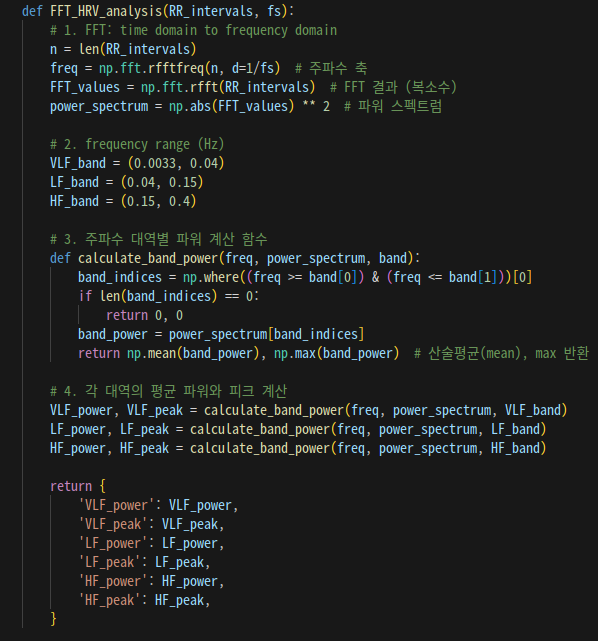 def FFT_HRV_analysis(RR_intervals, fs):
    # 1. FFT: time domain to frequency domain
    n = len(RR_intervals)
    freq = np.fft.rfftfreq(n, d=1/fs)  # 주파수 축
    FFT_values = np.fft.rfft(RR_intervals)  # FFT 결과 (복소수)
    power_spectrum = np.abs(FFT_values) ** 2  # 파워 스펙트럼

    # 2. frequency range (Hz)
    VLF_band = (0.0033, 0.04)
    LF_band = (0.04, 0.15)
    HF_band = (0.15, 0.4)

    # 3. 주파수 대역별 파워 계산 함수
    def calculate_band_power(freq, power_spectrum, band):
        band_indices = np.where((freq >= band[0]) & (freq <= band[1]))[0]
        if len(band_indices) == 0:
            return 0, 0
        band_power = power_spectrum[band_indices]
        return np.mean(band_power), np.max(band_power)  # 산술평균(mean), max 반환

    # 4. 각 대역의 평균 파워와 피크 계산
    VLF_power, VLF_peak = calculate_band_power(freq, power_spectrum, VLF_band)
    LF_power, LF_peak = calculate_band_power(freq, power_spectrum, LF_band)
    HF_power, HF_peak = calculate_band_power(freq, power_spectrum, HF_band)

    return {
        'VLF_power': VLF_power,
        'VLF_peak': VLF_peak,
        'LF_power': LF_power,
        'LF_peak': LF_peak,
        'HF_power': HF_power,
        'HF_peak': HF_peak,
    }